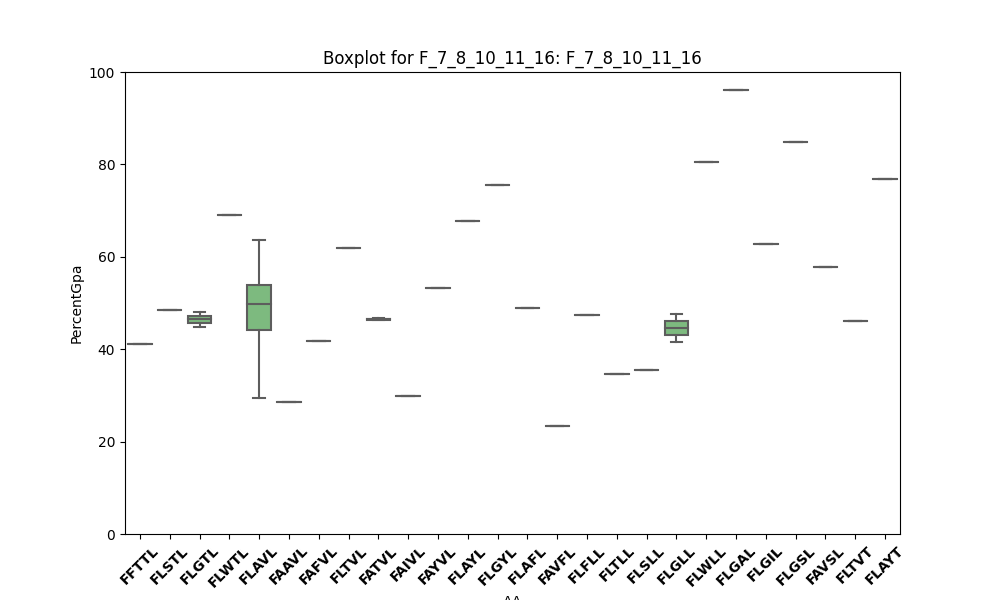 Boxplot for F_7_8_10_11_16: F_7_8_10_11_16
100
80
60
40
20
0
PercentGpa
FFTTL FLSTL FLGTL FLWTL FLAVL FAAVL FAFVL FLTVL FATVL FAIVL FAYVL FLAYL FLGYL FLAFL FAVFL FLFLL FLTLL FLSLL FLGLL FLWLL FLGAL FLGIL FLGSL FAVSL FLTVT FLAYT
AA